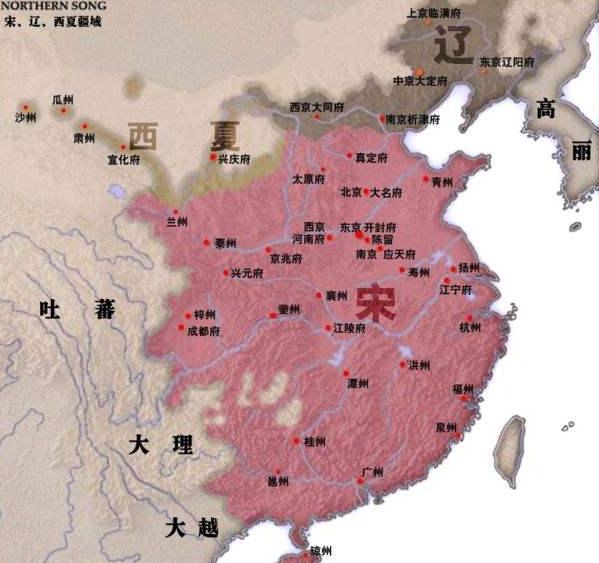 NORTHERN SONG
宋、辽、西夏疆域
上京临潢府
辽
东京辽阳府
中京大定府
瓜州
沙州
西京大同府
南京析津府
高丽
肃州
西夏
宣化府
兴庆府
真定府
太原府
青州
北京 大名府
兰州
西京
河南府
东京 开封府
陈留
秦州
京兆府
南京 应天府
兴元府
寿州
扬州
江宁府
襄州
宋
吐蕃
梓州
夔州
成都府
江陵府
杭州
洪州
潭州
福州
泉州
大理
桂州
邕州
广州
大越
琼州